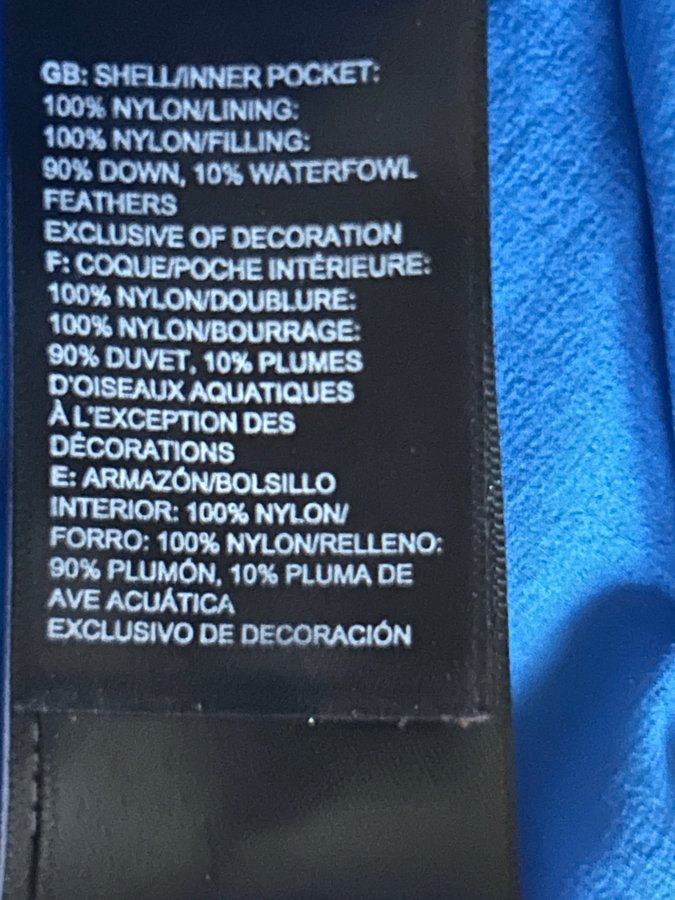 GB: SHELL/INNER POCKET:
100% NYLON/LINING:
100% NYLON/FILLING:
90% DOWN, 10% WATERFOWL
FEATHERS
EXCLUSIVE OF DECORATION
F: COQUE/POCHE INTÉRIEURE:
100% NYLON/DOUBLURE:
100% NYLON/BOURRAGE:
90% DUVET, 10% PLUMES
D'OISEAUX AQUATIQUES
À L'EXCEPTION DES
DÉCORATIONS
E: ARMAZÓN/BOLSILLO
INTERIOR: 100% NYLON/
FORRO: 100% NYLON/RELLENO:
90% PLUMÓN, 10% PLUMA DE
AVE ACUÁTICA
EXCLUSIVO DE DECORACIÓN